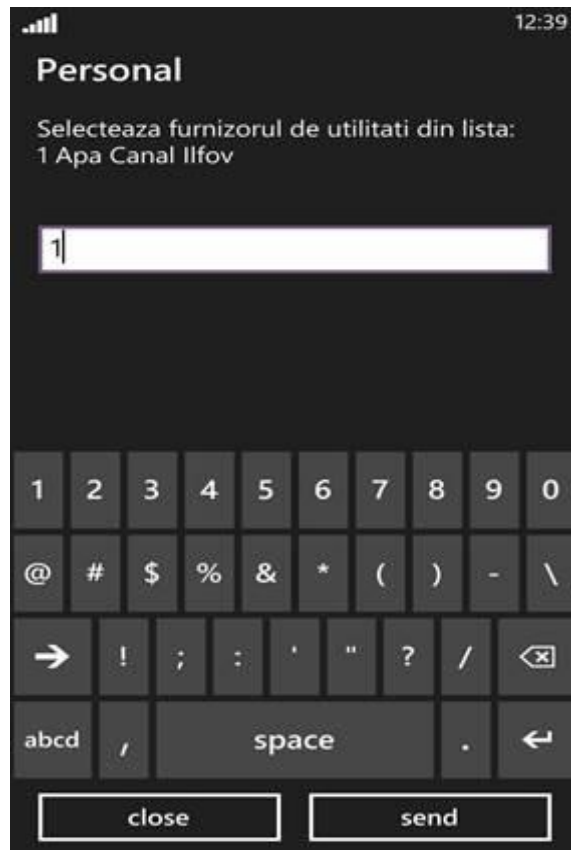 12:39
Personal
Selecteaza furnizorul de utilitati din lista:
1 Apa Canal Ilfov
1
1 2 3 4 5 6 7 8 9 0
@ # $ % & * ( ) - \
! ; : ' " ? /
abcd , space .
close send